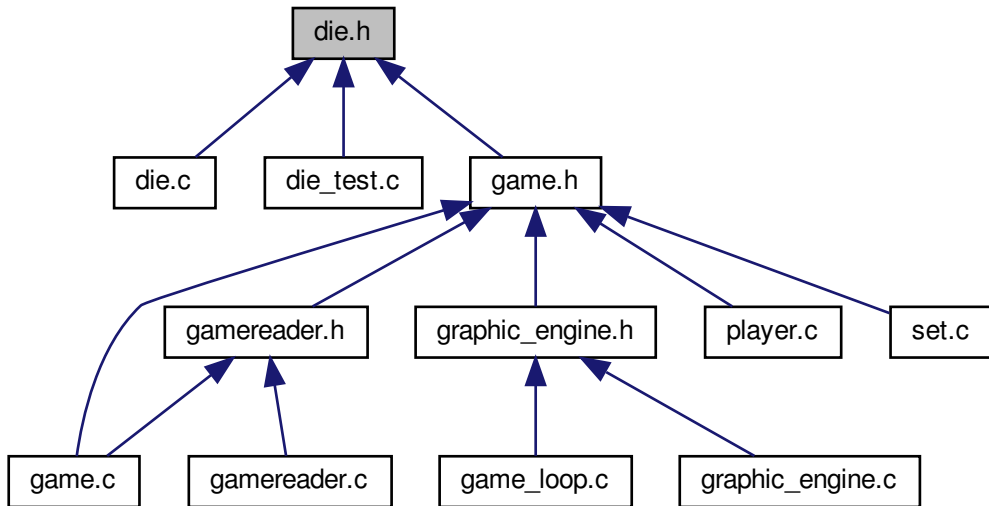 die.h
die.c
die_test.c
game.h
gamereader.h
graphic_engine.h
player.c
set.c
game.c
gamereader.c
game_loop.c
graphic_engine.c